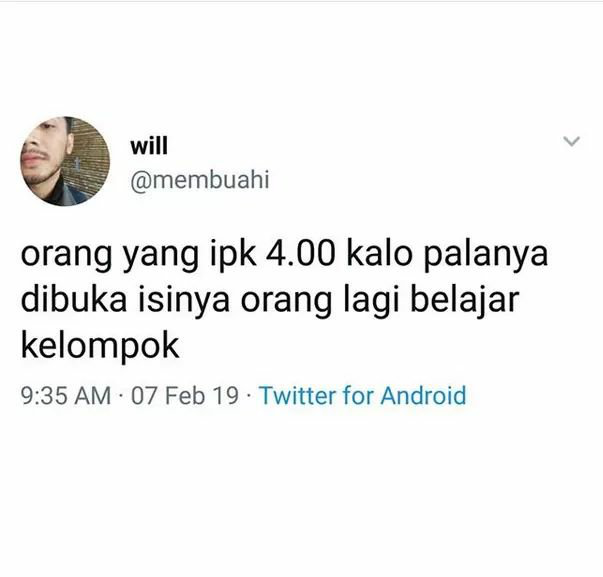 will
@membuahi
orang yang ipk 4.00 kalo palanya
dibuka isinya orang lagi belajar
kelompok
9:35 AM · 07 Feb 19 · Twitter for Android